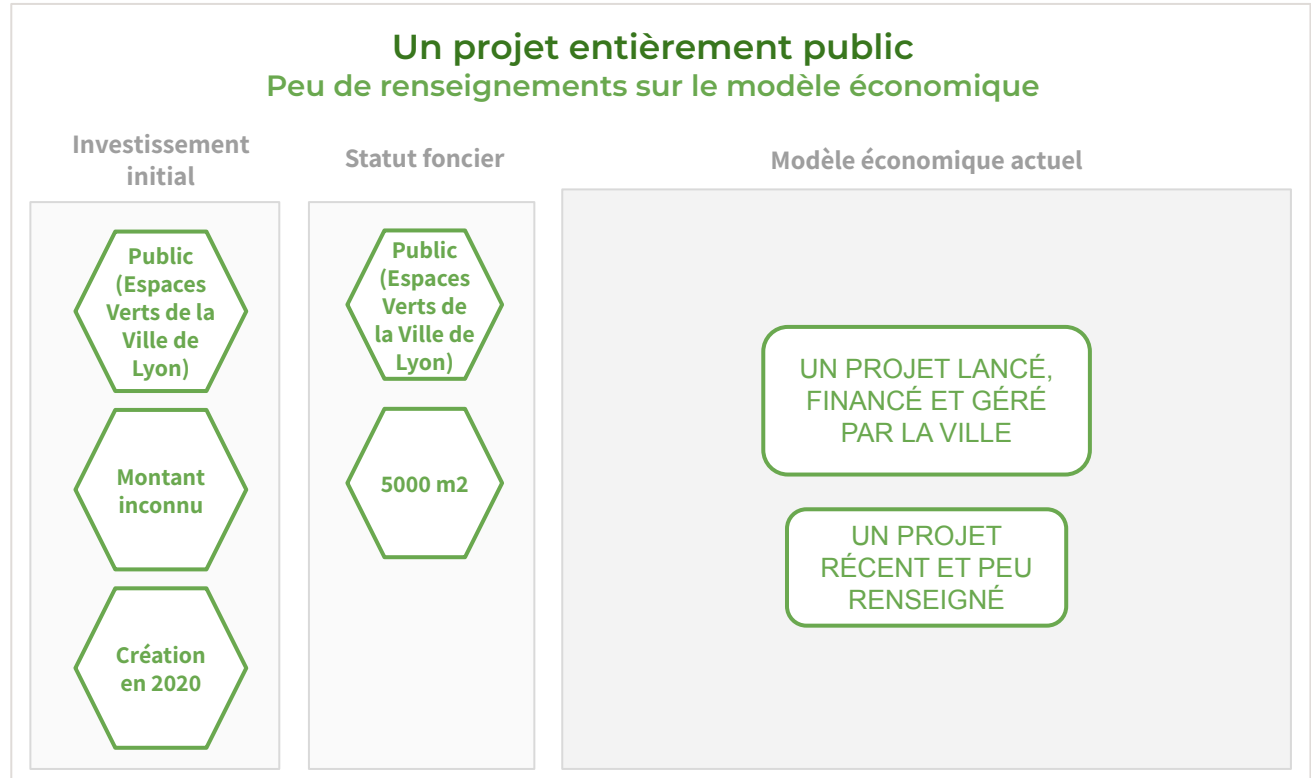 Un projet entièrement public
Peu de renseignements sur le modèle économique
Investissement
initial
Public
(Espaces
Verts de la
Ville de
Lyon)
Montant
inconnu
Création
en 2020
Statut foncier
Public
(Espaces
Verts de
la Ville de
Lyon)
5000 m2
Modèle économique actuel
UN PROJET LANCÉ,
FINANCÉ ET GÉRÉ
PAR LA VILLE
UN PROJET
RÉCENT ET PEU
RENSEIGNÉ